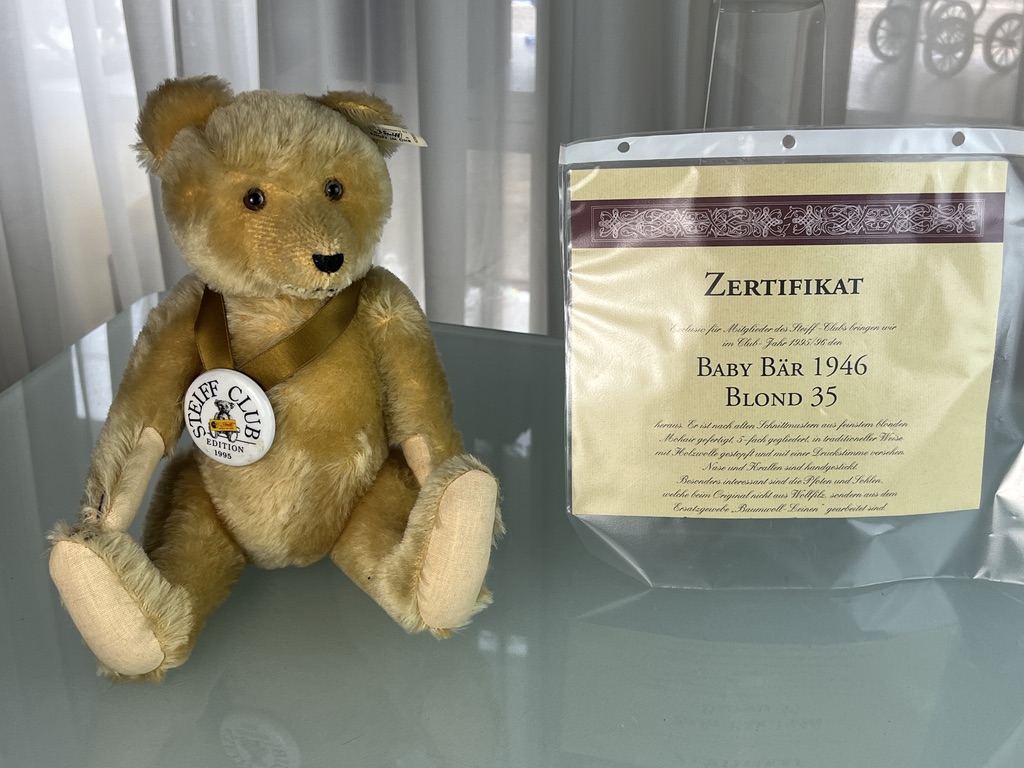 Steiff
STEIFF CLUB
EDITION
1995
ZERTIFIKAT
Exclusiv für Mitglieder des Steiff-Clubs bringen wir
im Club-Jahr 1995/96 den
BABY BÄR 1946
BLOND 35
heraus. Er ist nach alten Schnittmustern aus feinstem blonden
Mohair gefertigt, 5-fach gegliedert, in traditioneller Weise
mit Holzwolle gestopft und mit einer Druckstimme versehen.
Nase und Krallen sind handgestickt.
Besonders interessant sind die Pfoten und Sohlen,
welche beim Original nicht aus Wollfilz, sondern aus dem
Ersatzgewebe „Baumwoll-Leinen" gearbeitet sind.